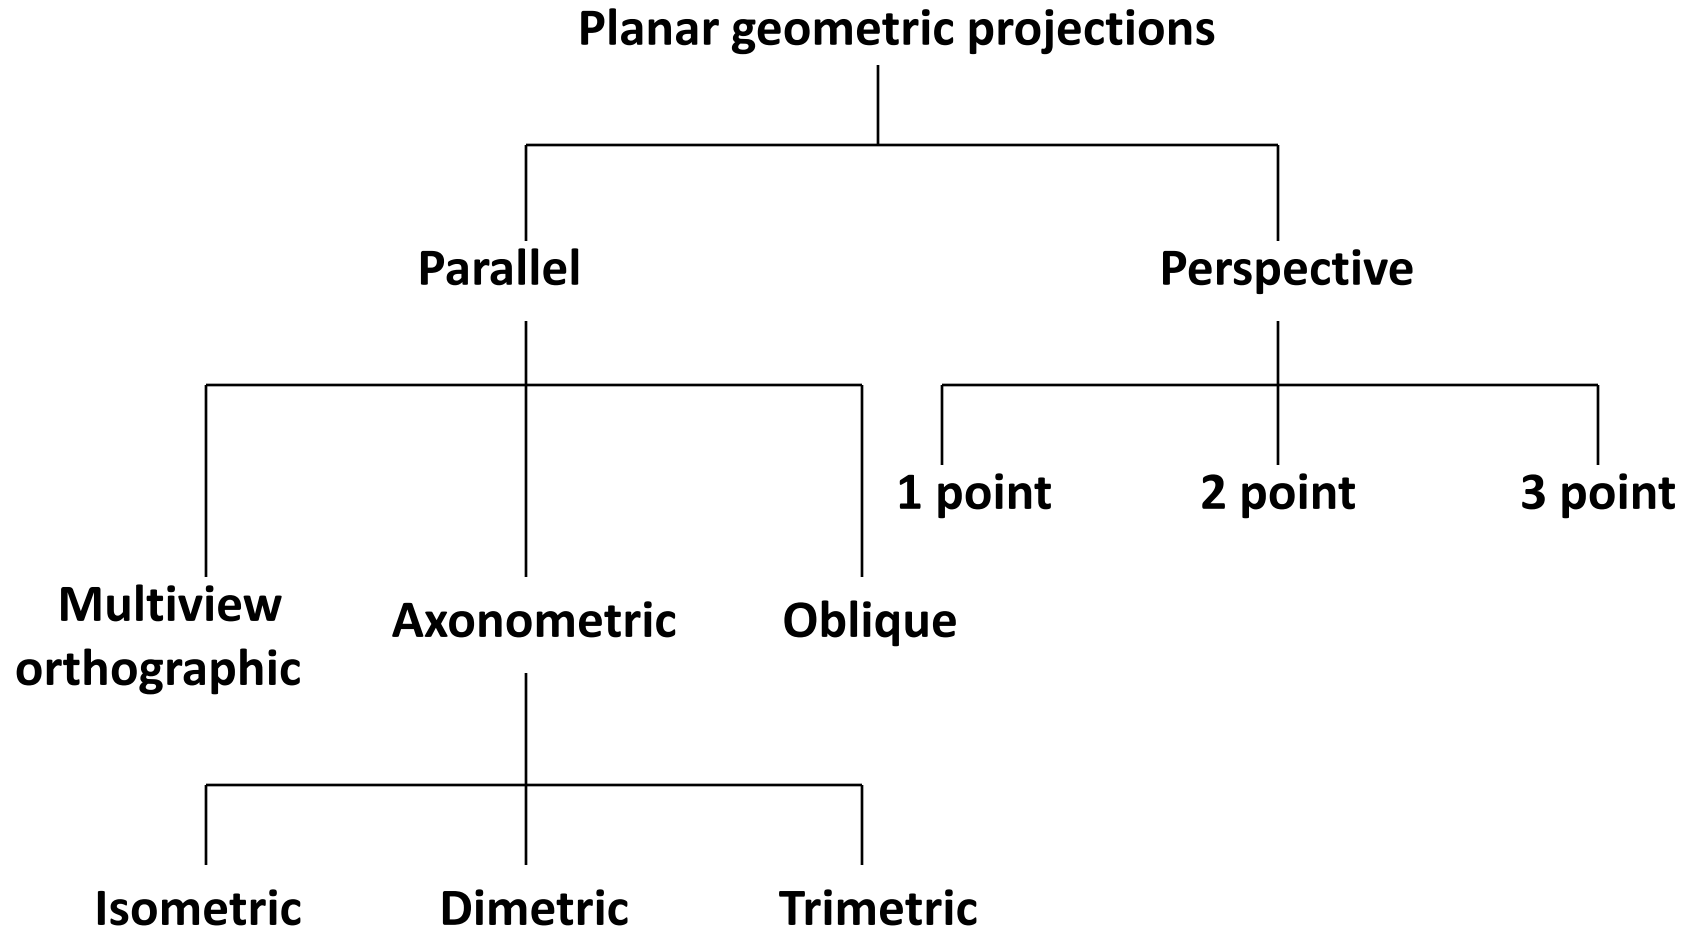 Planar geometric projections
Parallel
Perspective
1 point
2 point
3 point
Multiview
orthographic
Axonometric
Oblique
Isometric
Dimetric
Trimetric